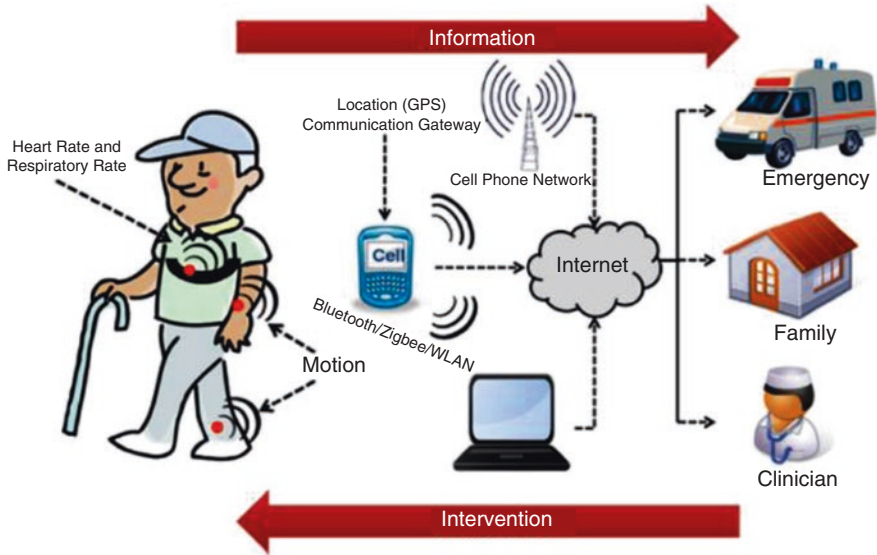 Information
Location (GPS)
Communication Gateway
Heart Rate and
Respiratory Rate
Cell Phone Network
Emergency
Cell
Internet
Bluetooth/Zigbee/WLAN
Family
Motion
Clinician
Intervention